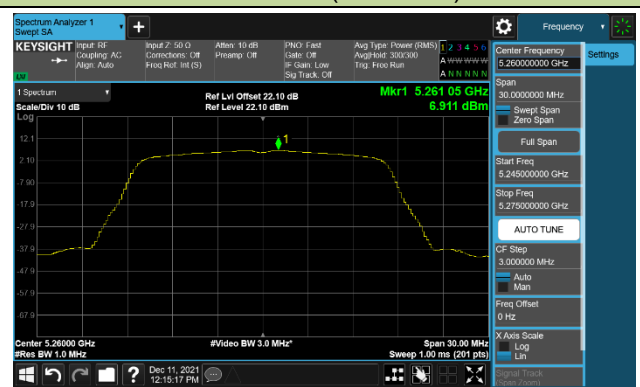 Spectrum Analyzer 1
Swept SA
+
Frequency
KEYSIGHT
Input: RF
Coupling: AC
Align: Auto
Input Z: 50 Ω
Corrections: Off
Freq Ref: Int (S)
Atten: 10 dB
Preamp: Off
PNO: Fast
Gate: Off
IF Gain: Low
Sig Track: Off
Avg Type: Power (RMS)
Avg|Hold: 300/300
Trig: Free Run
1 2 3 4 5 6
A W W W W W
A N N N N N
LV
1 Spectrum
Scale/Div 10 dB
Log
Ref Lvl Offset 22.10 dB
Ref Level 22.10 dBm
Mkr1 5.261 05 GHz
6.911 dBm
1
12.1
2.10
-7.90
-17.9
-27.9
-37.9
-47.9
-57.9
-67.9
Center 5.26000 GHz
#Res BW 1.0 MHz
#Video BW 3.0 MHz*
Span 30.00 MHz
Sweep 1.00 ms (201 pts)
Center Frequency
5.260000000 GHz
Settings
Span
30.0000000 MHz
Swept Span
Zero Span
Full Span
Start Freq
5.245000000 GHz
Stop Freq
5.275000000 GHz
AUTO TUNE
CF Step
3.000000 MHz
Auto
Man
Freq Offset
0 Hz
X Axis Scale
Log
Lin
Signal Track
(Span Zoom)
?
Dec 11, 2021
12:15:17 PM